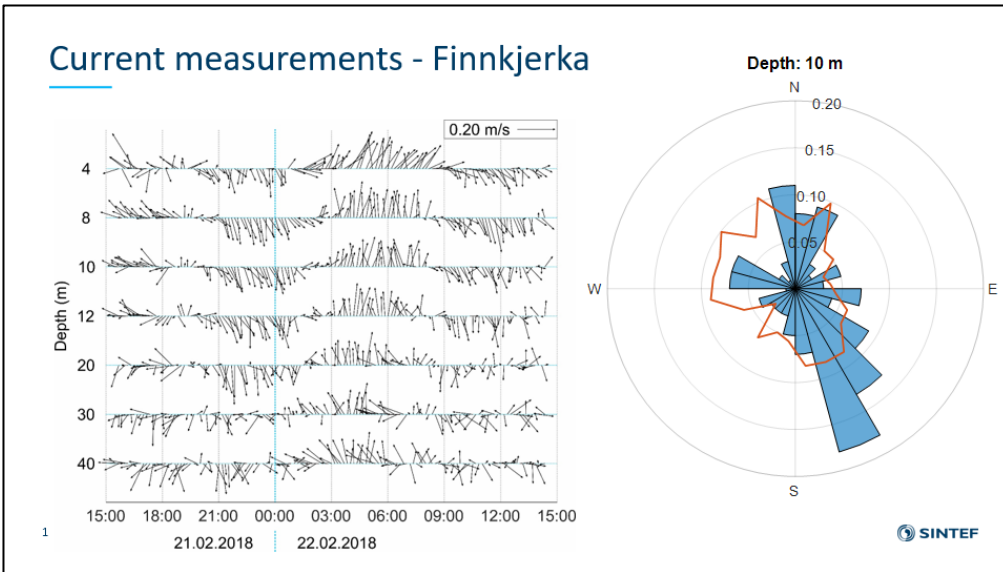 Current measurements - Finnkjerka
0.20 m/s
4
8
10
12
20
30
40
Depth (m)
15:00 18:00 21:00 00:00 03:00 06:00 09:00 12:00 15:00
21.02.2018 22.02.2018
Depth: 10 m
N
0.20
0.15
0.10
0.05
W
E
S
1
SINTEF